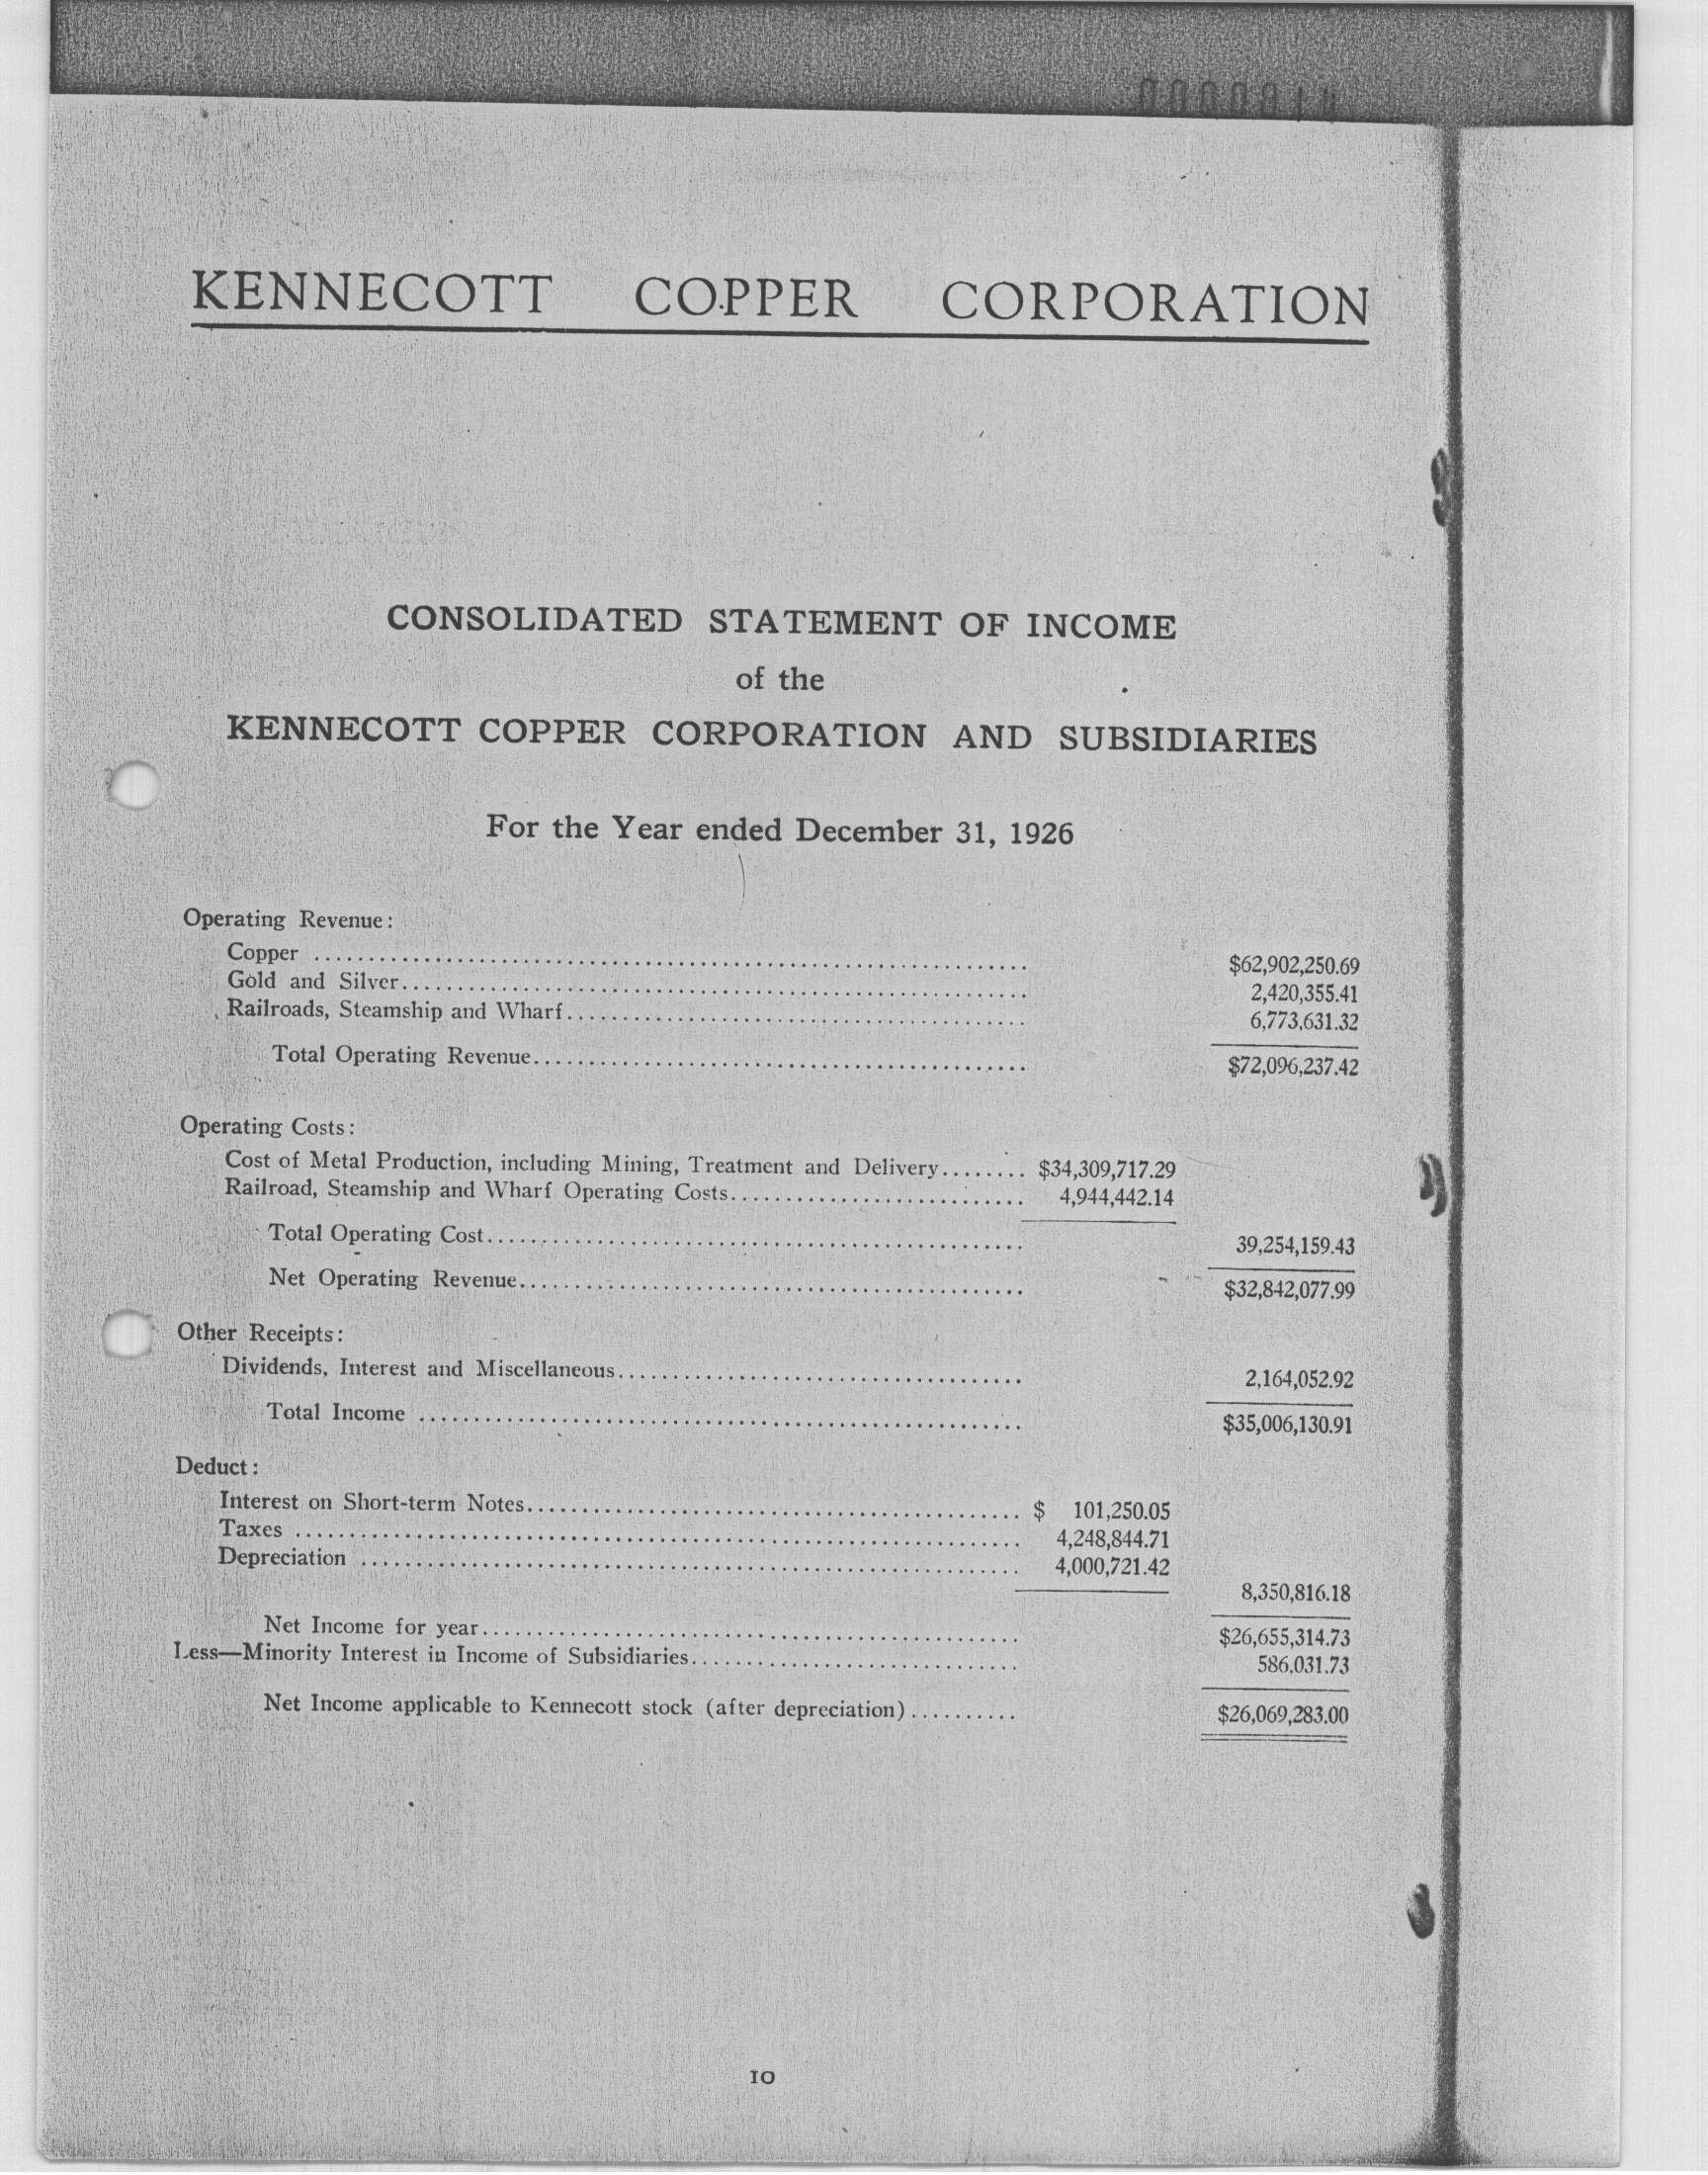 0000014
KENNECOTT COPPER CORPORATION
CONSOLIDATED STATEMENT OF INCOME
of the
KENNECOTT COPPER CORPORATION AND SUBSIDIARIES
For the Year ended December 31, 1926
Operating Revenue:
Copper ........ $62,902,250.69
Gold and Silver........ 2,420,355.41
Railroads, Steamship and Wharf........ 6,773,631.32
Total Operating Revenue........ $72,096,237.42
Operating Costs:
Cost of Metal Production, including Mining, Treatment and Delivery........ $34,309,717.29
Railroad, Steamship and Wharf Operating Costs........ 4,944,442.14
Total Operating Cost........ 39,254,159.43
Net Operating Revenue........ $32,842,077.99
Other Receipts:
Dividends, Interest and Miscellaneous........ 2,164,052.92
Total Income ........ $35,006,130.91
Deduct:
Interest on Short-term Notes........ $ 101,250.05
Taxes ........ 4,248,844.71
Depreciation ........ 4,000,721.42
8,350,816.18
Net Income for year........ $26,655,314.73
Less—Minority Interest in Income of Subsidiaries........ 586,031.73
Net Income applicable to Kennecott stock (after depreciation).......... $26,069,283.00
10